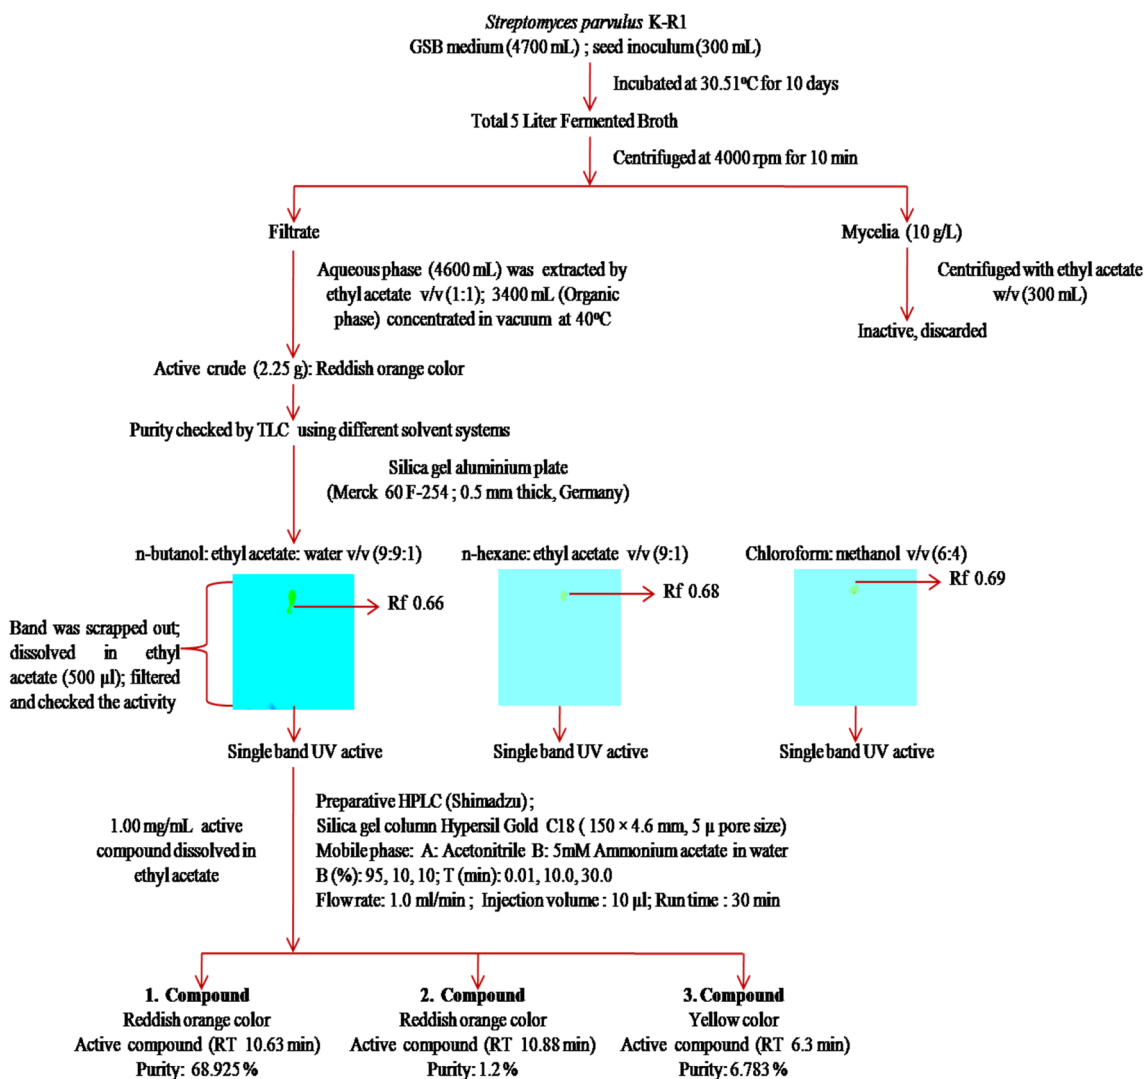 Streptomyces parvulus K-R1
GSB medium (4700 mL) ; seed inoculum (300 mL)
Incubated at 30.51ºC for 10 days
Total 5 Liter Fermented Broth
Centrifuged at 4000 rpm for 10 min
Filtrate
Mycelia (10 g/L)
Aqueous phase (4600 mL) was extracted by
ethyl acetate v/v (1:1); 3400 mL (Organic
phase) concentrated in vacuum at 40ºC
Centrifuged with ethyl acetate
w/v (300 mL)
Inactive, discarded
Active crude (2.25 g): Reddish orange color
Purity checked by TLC using different solvent systems
Silica gel aluminium plate
(Merck 60 F-254 ; 0.5 mm thick, Germany)
n-butanol: ethyl acetate: water v/v (9:9:1)
n-hexane: ethyl acetate v/v (9:1)
Chloroform: methanol v/v (6:4)
Rf 0.66
Rf 0.68
Rf 0.69
Band was scrapped out;
dissolved in ethyl
acetate (500 µl); filtered
and checked the activity
Single band UV active
Single band UV active
Single band UV active
1.00 mg/mL active
compound dissolved in
ethyl acetate
Preparative HPLC (Shimadzu) ;
Silica gel column Hypersil Gold C18 ( 150 × 4.6 mm, 5 µ pore size)
Mobile phase: A: Acetonitrile B: 5mM Ammonium acetate in water
B (%): 95, 10, 10; T (min): 0.01, 10.0, 30.0
Flow rate: 1.0 ml/min ; Injection volume : 10 µl; Run time : 30 min
1. Compound
Reddish orange color
Active compound (RT 10.63 min)
Purity: 68.925 %
2. Compound
Reddish orange color
Active compound (RT 10.88 min)
Purity: 1.2 %
3. Compound
Yellow color
Active compound (RT 6.3 min)
Purity: 6.783 %